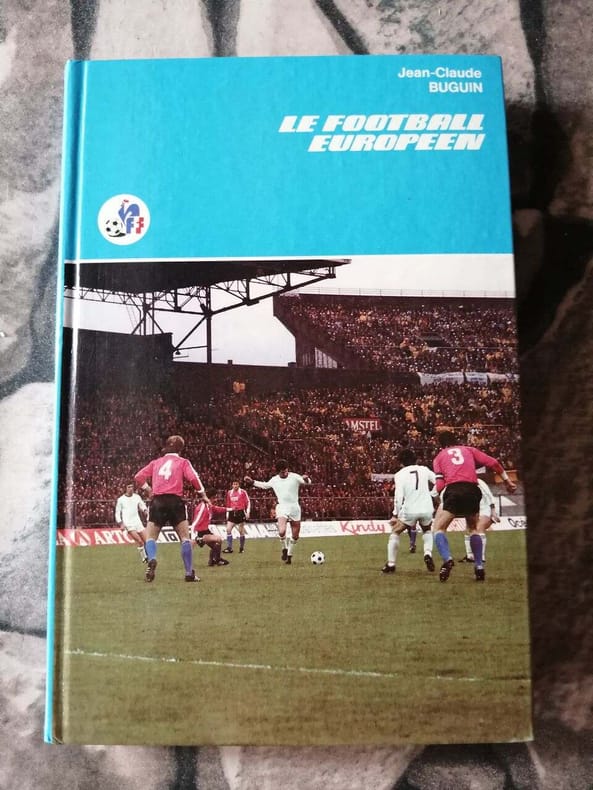 Jean-Claude
BUGUIN
LE FOOTBALL
EUROPEEN
FFF
AMSTEL
4
3
7
Kindy